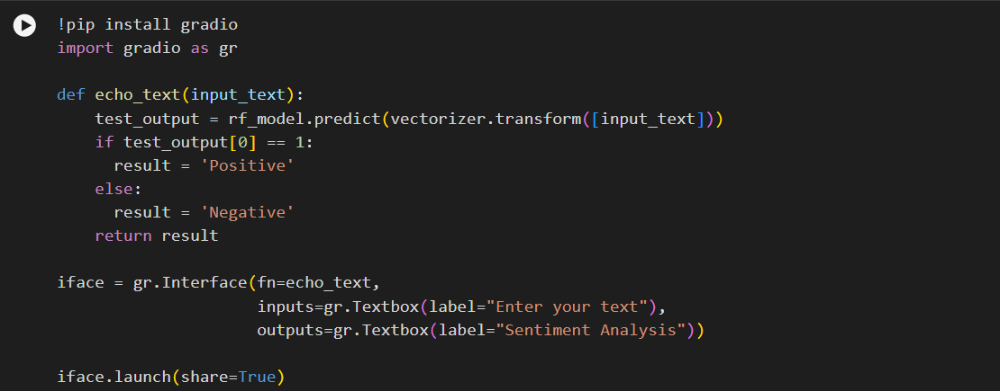 !pip install gradio
import gradio as gr
def echo_text(input_text):
    test_output = rf_model.predict(vectorizer.transform([input_text]))
    if test_output[0] == 1:
      result = 'Positive'
    else:
      result = 'Negative'
    return result
iface = gr.Interface(fn=echo_text,
                     inputs=gr.Textbox(label="Enter your text"),
                     outputs=gr.Textbox(label="Sentiment Analysis"))
iface.launch(share=True)